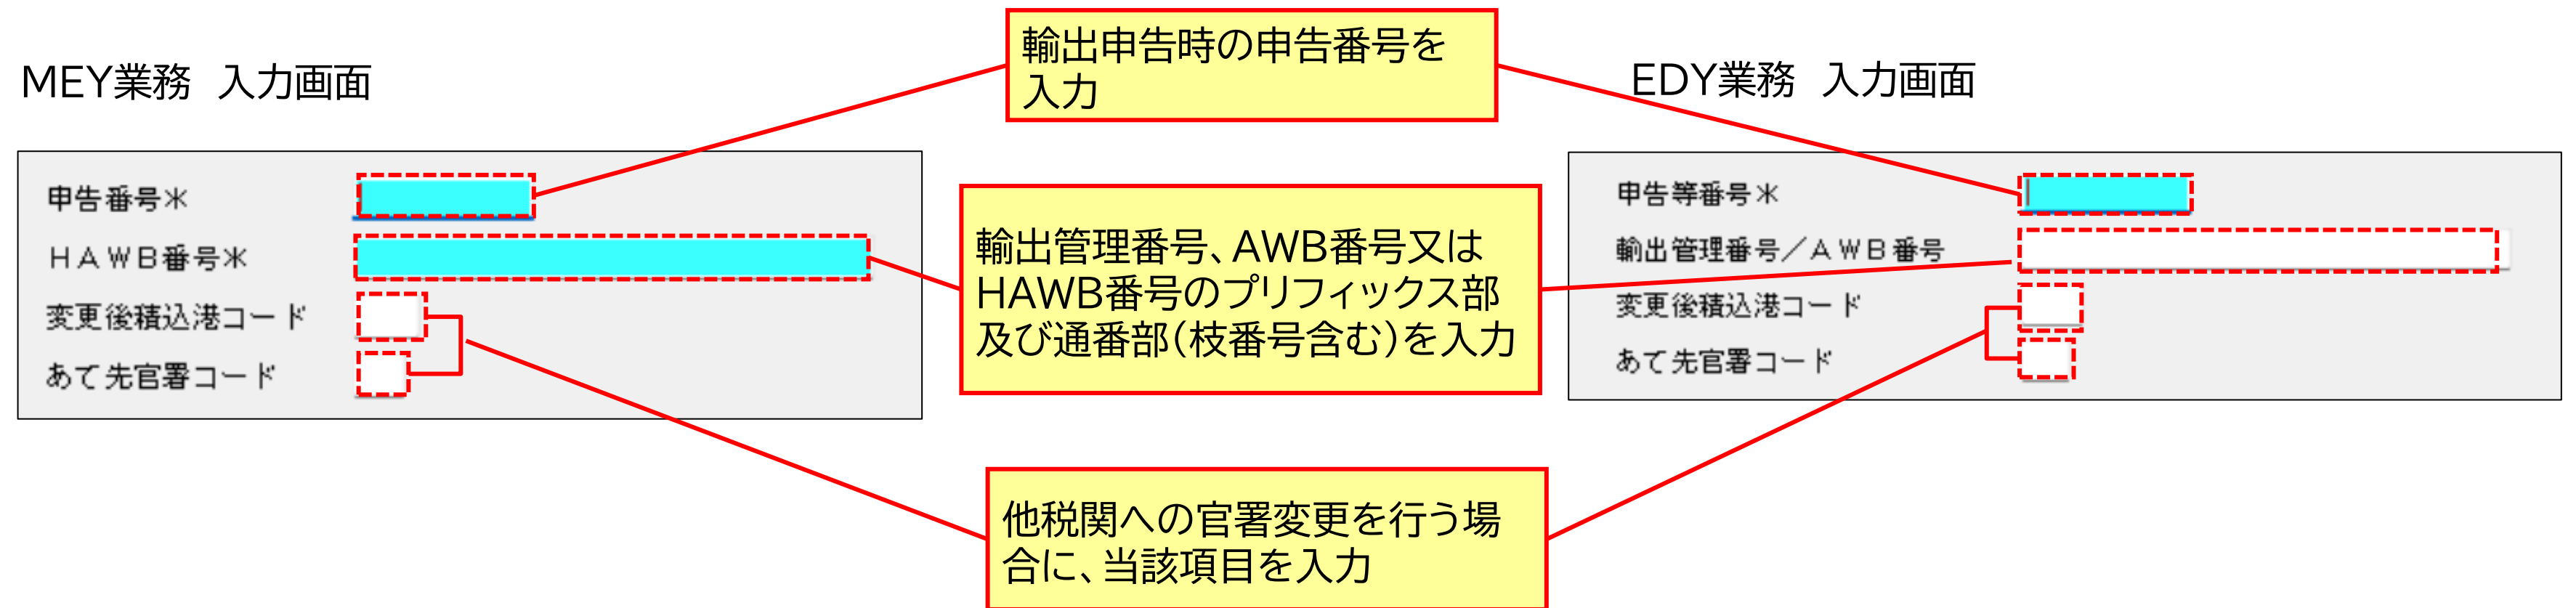 MEY業務　入力画面
申告番号＊
ＨＡＷＢ番号＊
変更後積込港コード
あて先官署コード
輸出申告時の申告番号を
入力
輸出管理番号、AWB番号又は
HAWB番号のプリフィックス部
及び通番部（枝番号含む）を入力
他税関への官署変更を行う場
合に、当該項目を入力
EDY業務　入力画面
申告等番号＊
輸出管理番号／ＡＷＢ番号
変更後積込港コード
あて先官署コード